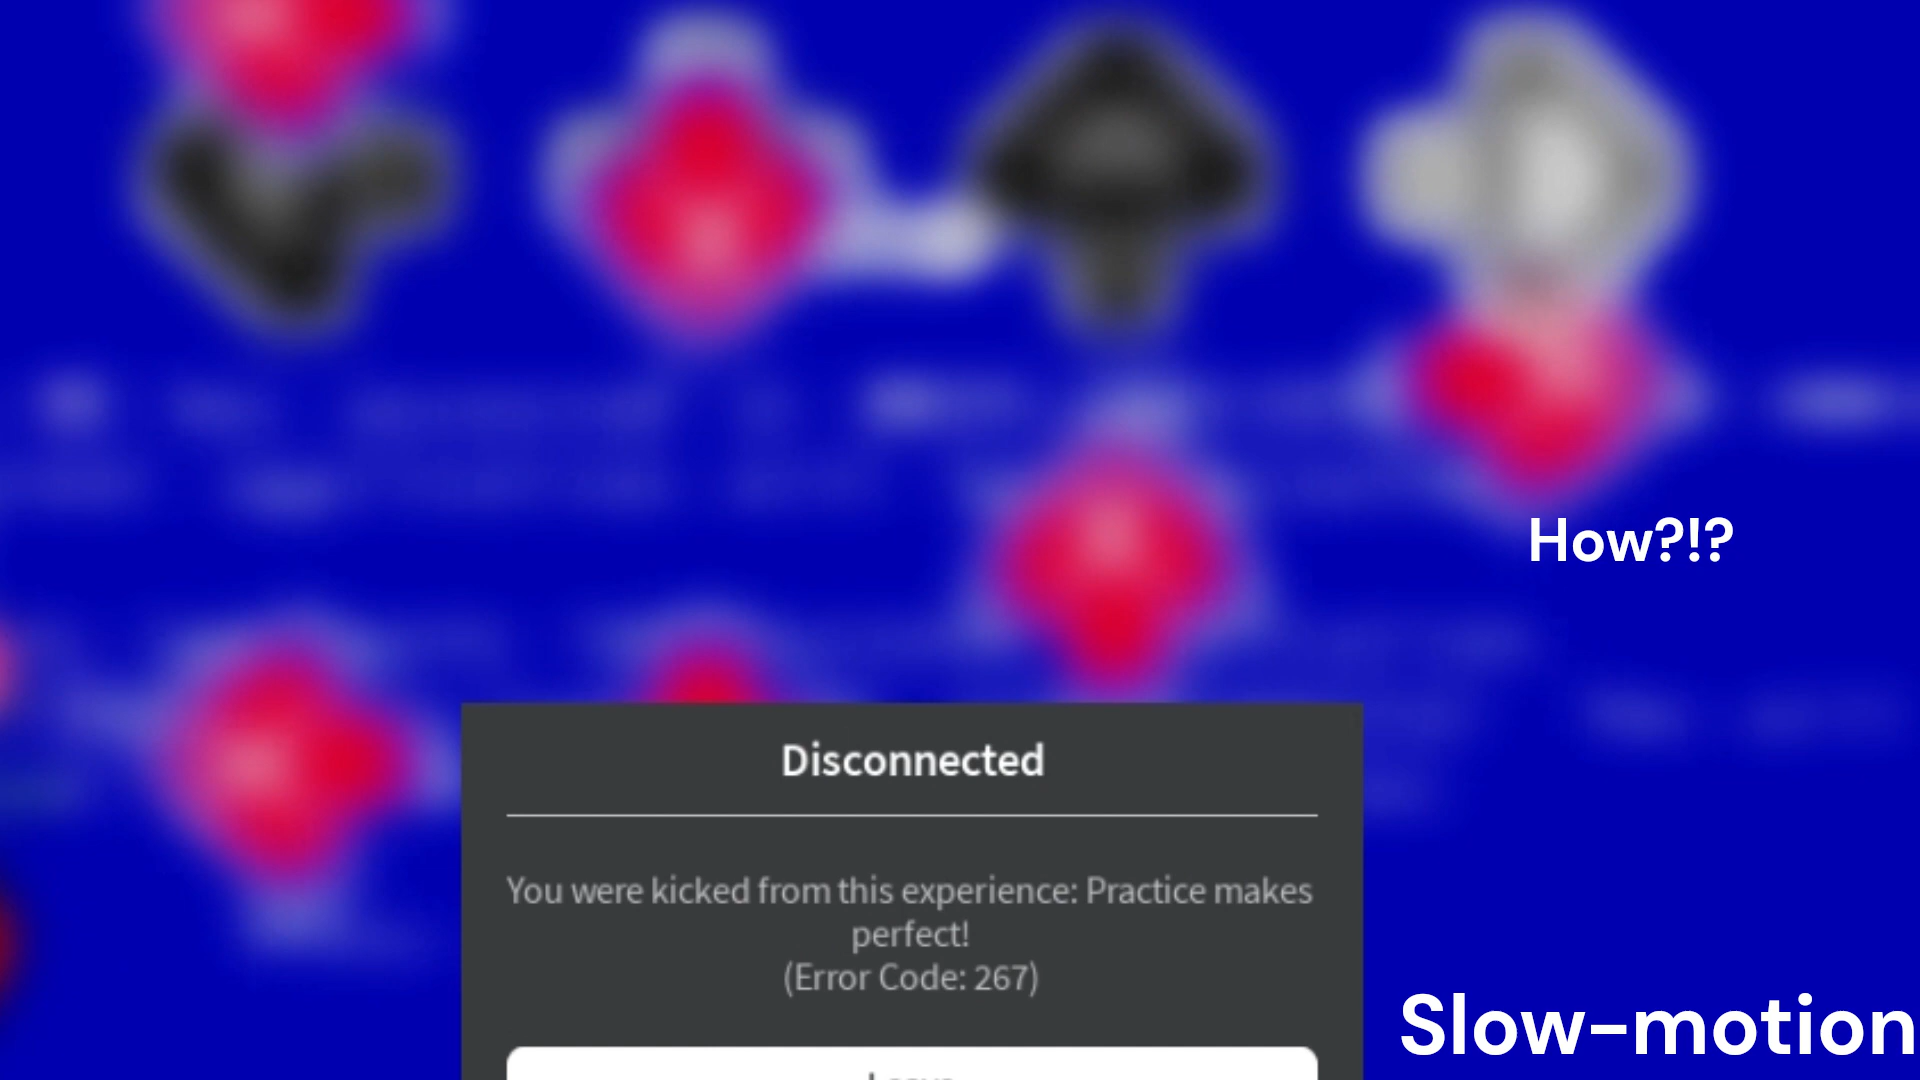 How?!?
Disconnected
You were kicked from this experience: Practice makes
perfect!
(Error Code: 267)
Slow-motion